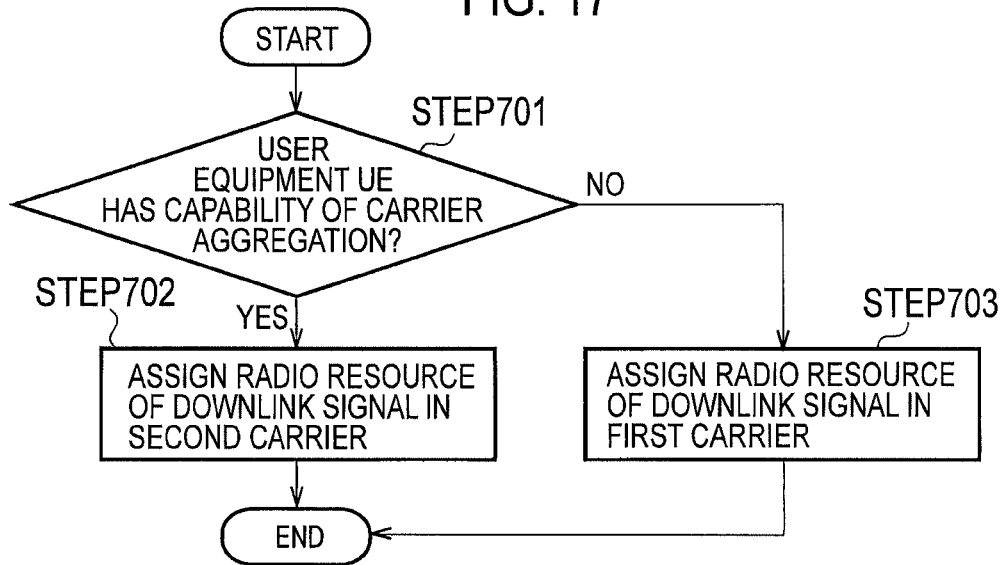 FIG. 17
START
STEP701
USER
EQUIPMENT UE
HAS CAPABILITY OF CARRIER
AGGREGATION?
NO
YES
STEP702
ASSIGN RADIO RESOURCE
OF DOWNLINK SIGNAL IN
SECOND CARRIER
STEP703
ASSIGN RADIO RESOURCE
OF DOWNLINK SIGNAL IN
FIRST CARRIER
END